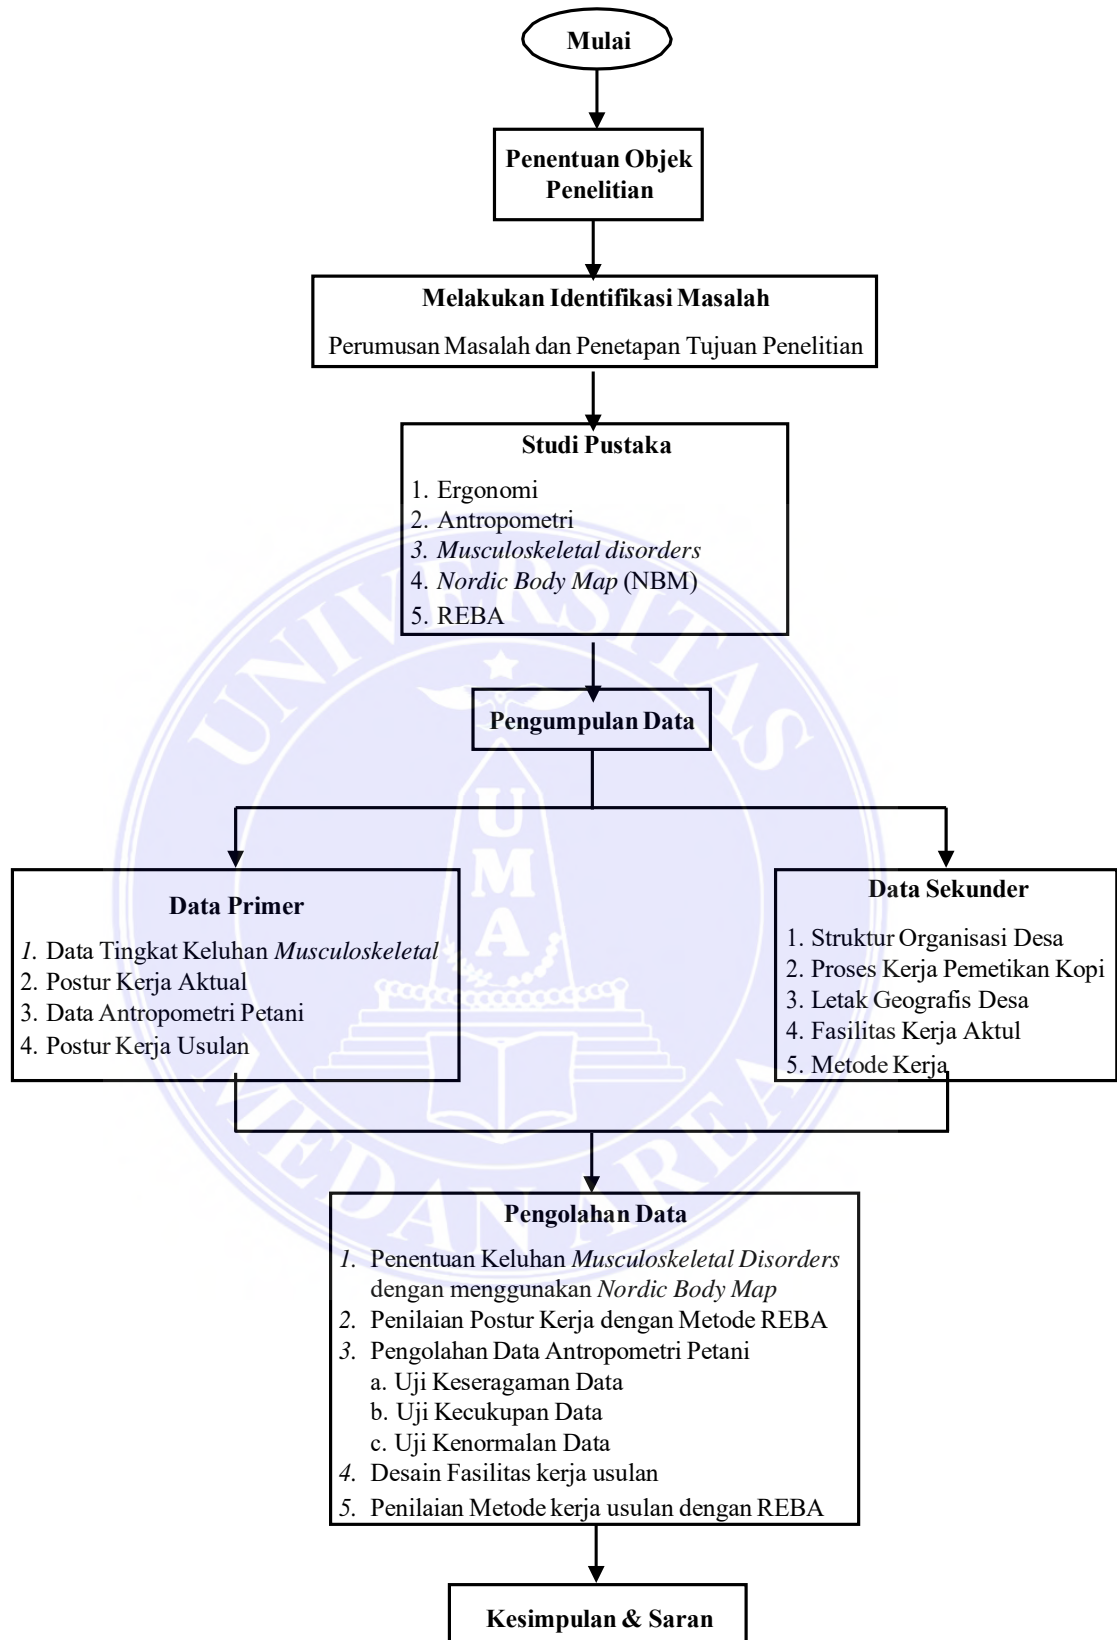 Mulai
Penentuan Objek
Penelitian
Melakukan Identifikasi Masalah
Perumusan Masalah dan Penetapan Tujuan Penelitian
Studi Pustaka
1. Ergonomi
2. Antropometri
3. Musculoskeletal disorders
4. Nordic Body Map (NBM)
5. REBA
Pengumpulan Data
Data Primer
1. Data Tingkat Keluhan Musculoskeletal
2. Postur Kerja Aktual
3. Data Antropometri Petani
4. Postur Kerja Usulan
Data Sekunder
1. Struktur Organisasi Desa
2. Proses Kerja Pemetikan Kopi
3. Letak Geografis Desa
4. Fasilitas Kerja Aktul
5. Metode Kerja
Pengolahan Data
1. Penentuan Keluhan Musculoskeletal Disorders
dengan menggunakan Nordic Body Map
2. Penilaian Postur Kerja dengan Metode REBA
3. Pengolahan Data Antropometri Petani
a. Uji Keseragaman Data
b. Uji Kecukupan Data
c. Uji Kenormalan Data
4. Desain Fasilitas kerja usulan
5. Penilaian Metode kerja usulan dengan REBA
Kesimpulan & Saran
UNIVERSITAS
MEDAN AREA
UMA